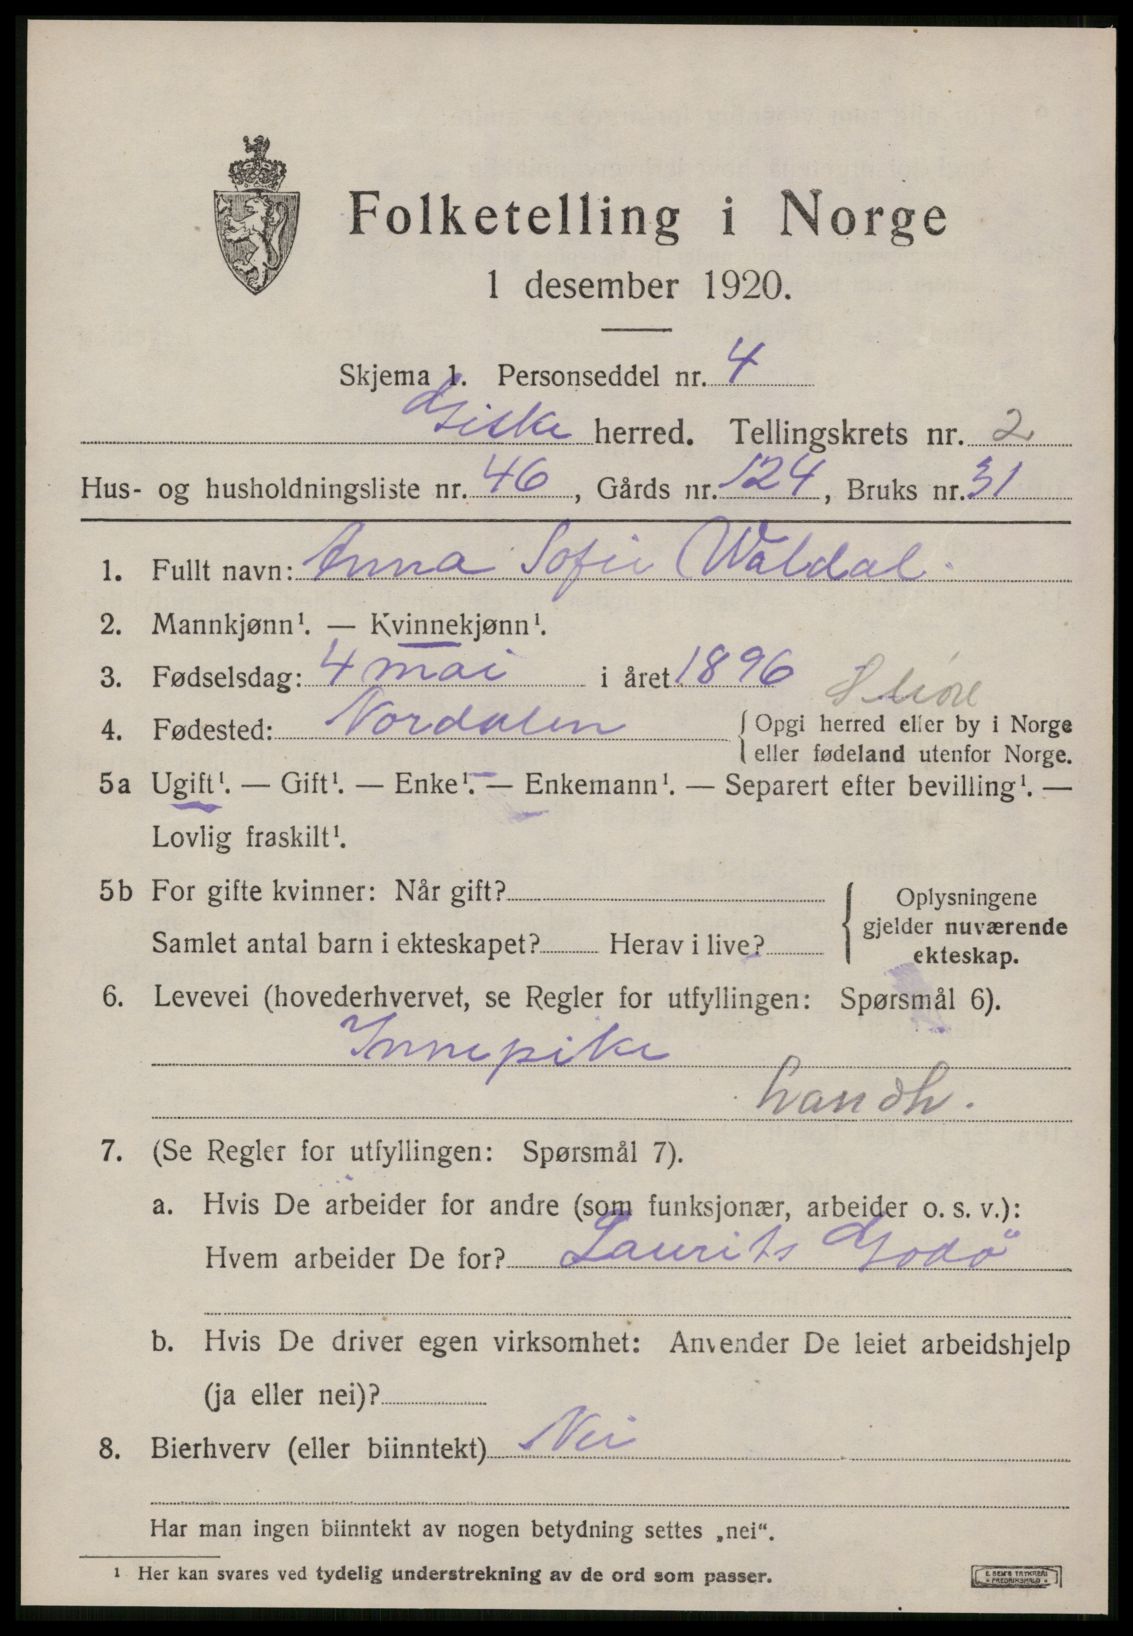 Folketelling i Norge
1 desember 1920.
Skjema 1. Personseddel nr. 4
Giske herred. Tellingskrets nr. 2
Hus- og husholdningsliste nr. 46, Gårds nr. 124, Bruks nr. 31
1. Fullt navn: Anna Sofie Waldal.
2. Mannkjønn¹. — Kvinnekjønn¹.
3. Fødselsdag: 4 mai i året 1896
4. Fødested: Nordalen
{ Opgi herred eller by i Norge
eller fødeland utenfor Norge.
5a Ugift¹. — Gift¹. — Enke¹. — Enkemann¹. — Separert efter bevilling¹. —
Lovlig fraskilt¹.
5b For gifte kvinner: Når gift?
Samlet antal barn i ekteskapet? Herav i live?
{ Oplysningene
gjelder nuværende
ekteskap.
6. Levevei (hovederhvervet, se Regler for utfyllingen: Spørsmål 6).
Innepike
Landh.
7. (Se Regler for utfyllingen: Spørsmål 7).
a. Hvis De arbeider for andre (som funksjonær, arbeider o. s. v.):
Hvem arbeider De for? Laurits Godö
b. Hvis De driver egen virksomhet: Anvender De leiet arbeidshjelp
(ja eller nei)?
8. Bierhverv (eller biinntekt) Nei
Har man ingen biinntekt av nogen betydning settes „nei“.
¹ Her kan svares ved tydelig understrekning av de ord som passer.
E. SEM'S TRYKKERI
FREDRIKSHALD